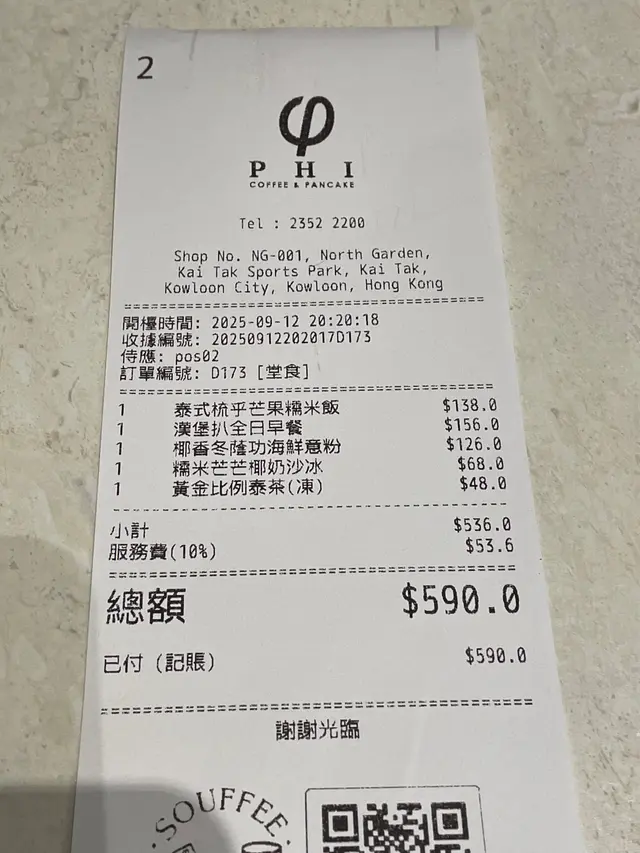 2
φ
P H I
COFFEE & PANCAKE
Tel : 2352 2200
Shop No. NG-001, North Garden,
Kai Tak Sports Park, Kai Tak,
Kowloon City, Kowloon, Hong Kong
開檯時間: 2025-09-12 20:20:18
收據編號: 20250912202017D173
侍應: pos02
訂單編號: D173 [堂食]
1 泰式梳乎芒果糯米飯 $138.0
1 漢堡扒全日早餐 $156.0
1 椰香冬蔭功海鮮意粉 $126.0
1 糯米芒芒椰奶沙冰 $68.0
1 黃金比例泰茶(凍) $48.0
小計 $536.0
服務費(10%) $53.6
總額 $590.0
已付 (記賬) $590.0
謝謝光臨
·SOUFFEE·